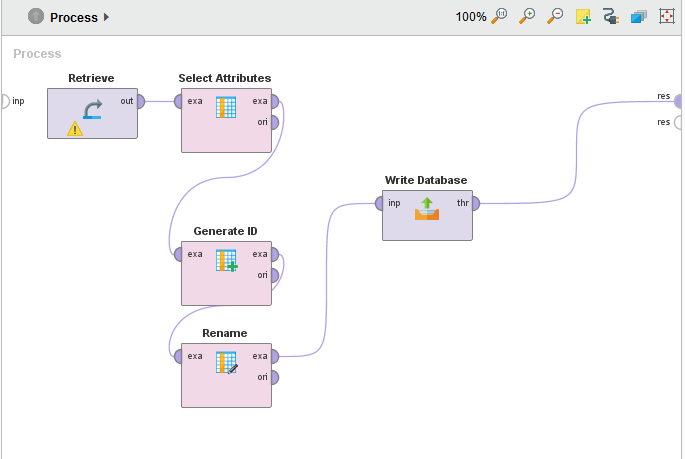 Process
100%
Process
Retrieve
Select Attributes
inp
out
exa
exa
ori
res
res
Write Database
inp
thr
Generate ID
exa
exa
ori
Rename
exa
exa
ori